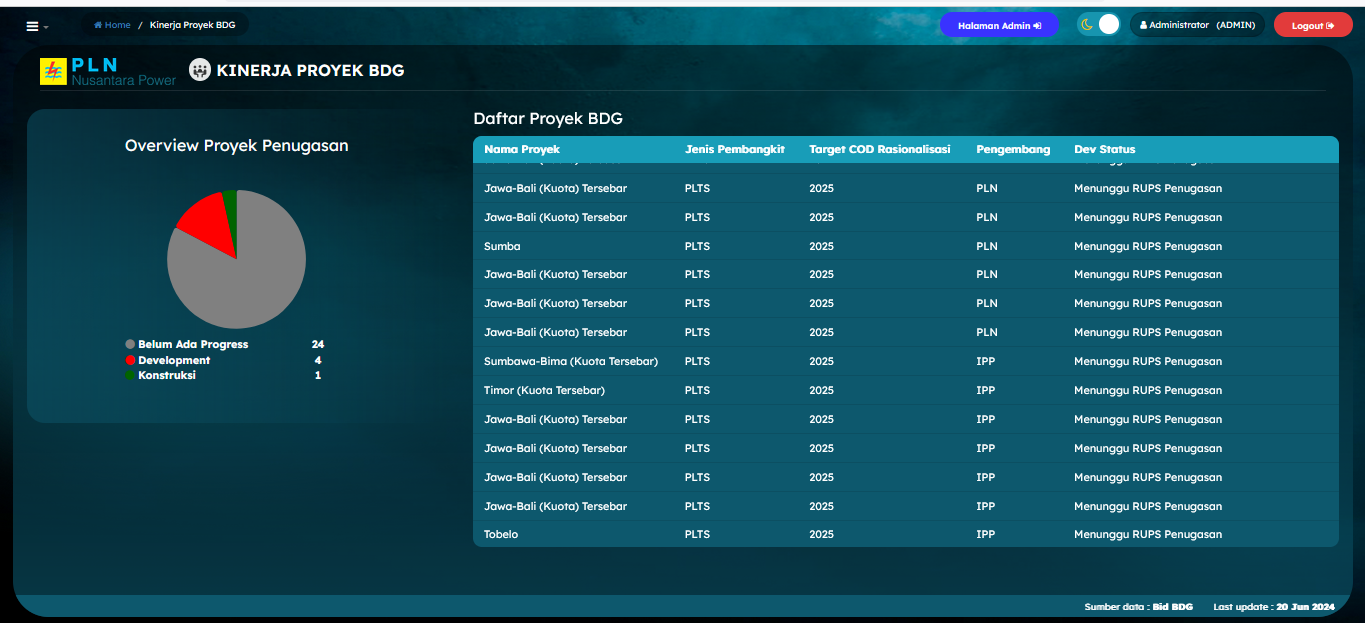 Home / Kinerja Proyek BDG
Halaman Admin
Administrator (ADMIN)
Logout
PLN
Nusantara Power
KINERJA PROYEK BDG
Overview Proyek Penugasan
Belum Ada Progress 24
Development 4
Konstruksi 1
Daftar Proyek BDG
Nama Proyek Jenis Pembangkit Target COD Rasionalisasi Pengembang Dev Status
Jawa-Bali (Kuota) Tersebar PLTS 2025 PLN Menunggu RUPS Penugasan
Jawa-Bali (Kuota) Tersebar PLTS 2025 PLN Menunggu RUPS Penugasan
Sumba PLTS 2025 PLN Menunggu RUPS Penugasan
Jawa-Bali (Kuota) Tersebar PLTS 2025 PLN Menunggu RUPS Penugasan
Jawa-Bali (Kuota) Tersebar PLTS 2025 PLN Menunggu RUPS Penugasan
Jawa-Bali (Kuota) Tersebar PLTS 2025 PLN Menunggu RUPS Penugasan
Sumbawa-Bima (Kuota Tersebar) PLTS 2025 IPP Menunggu RUPS Penugasan
Timor (Kuota Tersebar) PLTS 2025 IPP Menunggu RUPS Penugasan
Jawa-Bali (Kuota) Tersebar PLTS 2025 IPP Menunggu RUPS Penugasan
Jawa-Bali (Kuota) Tersebar PLTS 2025 IPP Menunggu RUPS Penugasan
Jawa-Bali (Kuota) Tersebar PLTS 2025 IPP Menunggu RUPS Penugasan
Jawa-Bali (Kuota) Tersebar PLTS 2025 IPP Menunggu RUPS Penugasan
Tobelo PLTS 2025 IPP Menunggu RUPS Penugasan
Sumber data : Bid BDG Last update : 20 Jun 2024